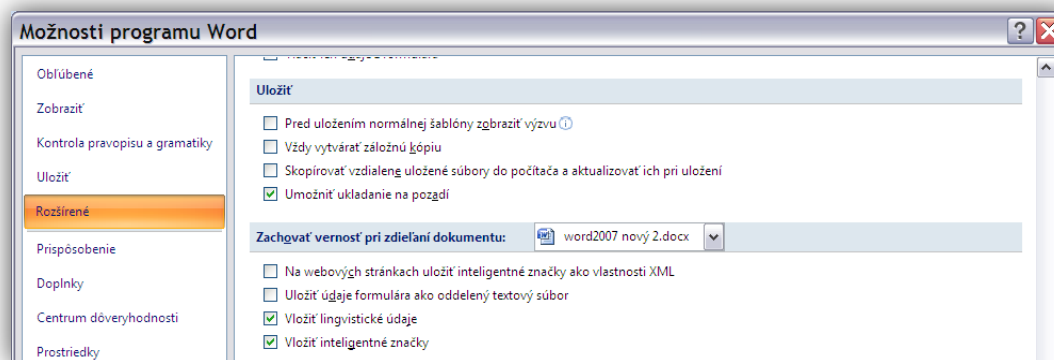 Možnosti programu Word
Obľúbené
Zobraziť
Kontrola pravopisu a gramatiky
Uložiť
Rozšírené
Prispôsobenie
Doplnky
Centrum dôveryhodnosti
Prostriedky
Uložiť
Pred uložením normálnej šablóny zobraziť výzvu
Vždy vytvárať záložnú kópiu
Skopírovať vzdialene uložené súbory do počítača a aktualizovať ich pri uložení
Umožniť ukladanie na pozadí
Zachovať vernosť pri zdieľaní dokumentu: word2007 nový 2.docx
Na webových stránkach uložiť inteligentné značky ako vlastnosti XML
Uložiť údaje formulára ako oddelený textový súbor
Vložiť lingvistické údaje
Vložiť inteligentné značky